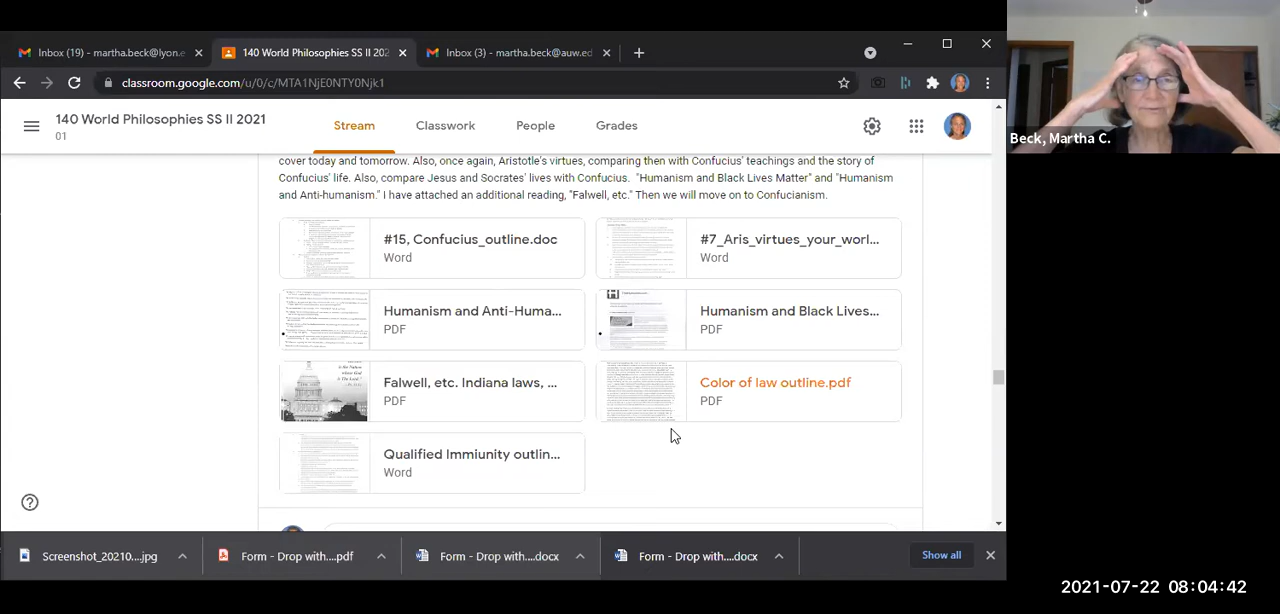 Inbox (19) - martha.beck@lyon.e
140 World Philosophies SS II 202
Inbox (3) - martha.beck@auw.ed
classroom.google.com/u/0/c/MTA1NjE0NTY0Njk1
140 World Philosophies SS II 2021
01
Stream
Classwork
People
Grades
Beck, Martha C.
cover today and tomorrow. Also, once again, Aristotle's virtues, comparing then with Confucius' teachings and the story of
Confucius' life. Also, compare Jesus and Socrates' lives with Confucius. "Humanism and Black Lives Matter" and "Humanism
and Anti-humanism." I have attached an additional reading, "Falwell, etc." Then we will move on to Confucianism.
#15, Confucius_outline.doc
Word
#7_Aris_virtues_your_worl...
Word
Humanism and Anti-Huma...
PDF
Humanism and Black Lives...
PDF
Falwell, etc. Indiana laws, ...
PDF
Color of law outline.pdf
PDF
Qualified Immunity outlin...
Word
Screenshot_20210....jpg
Form - Drop with....pdf
Form - Drop with....docx
Form - Drop with....docx
Show all
2021-07-22 08:04:42